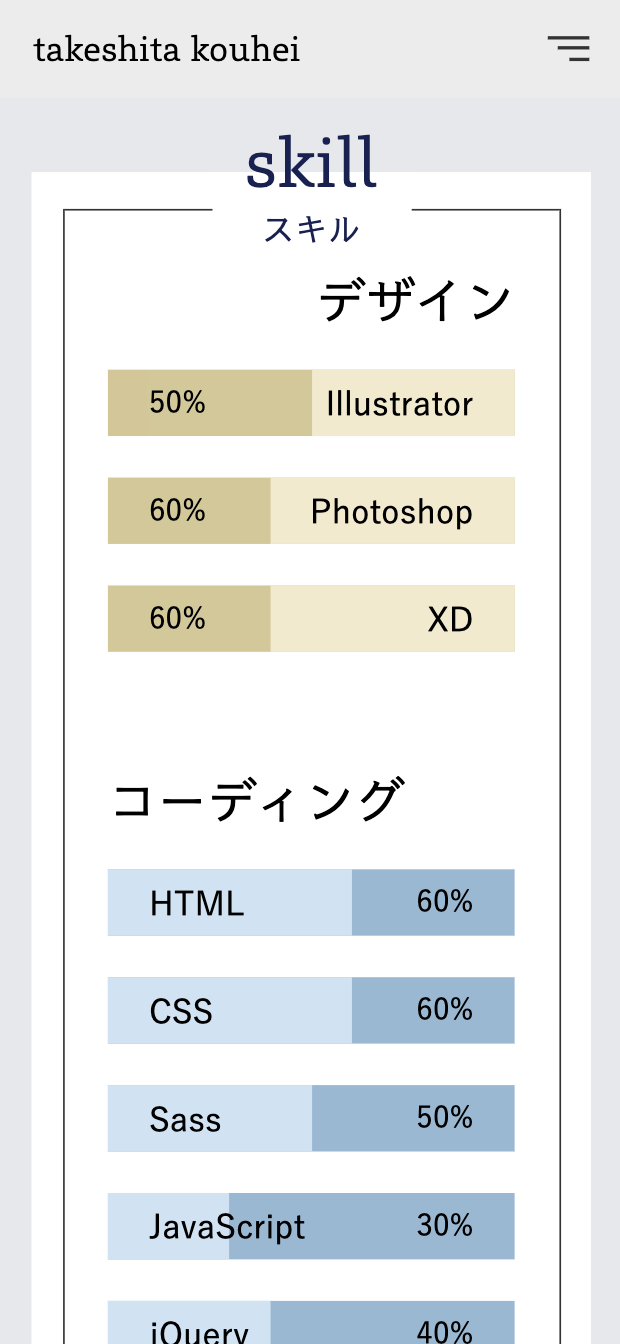 takeshita kouhei
skill
スキル
デザイン
50% Illustrator
60% Photoshop
60% XD
コーディング
HTML 60%
CSS 60%
Sass 50%
JavaScript 30%
jQuery 40%